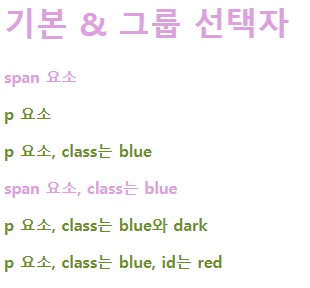 기본 & 그룹 선택자
span 요소
p 요소
p 요소, class는 blue
span 요소, class는 blue
p 요소, class는 blue와 dark
p 요소, class는 blue, id는 red